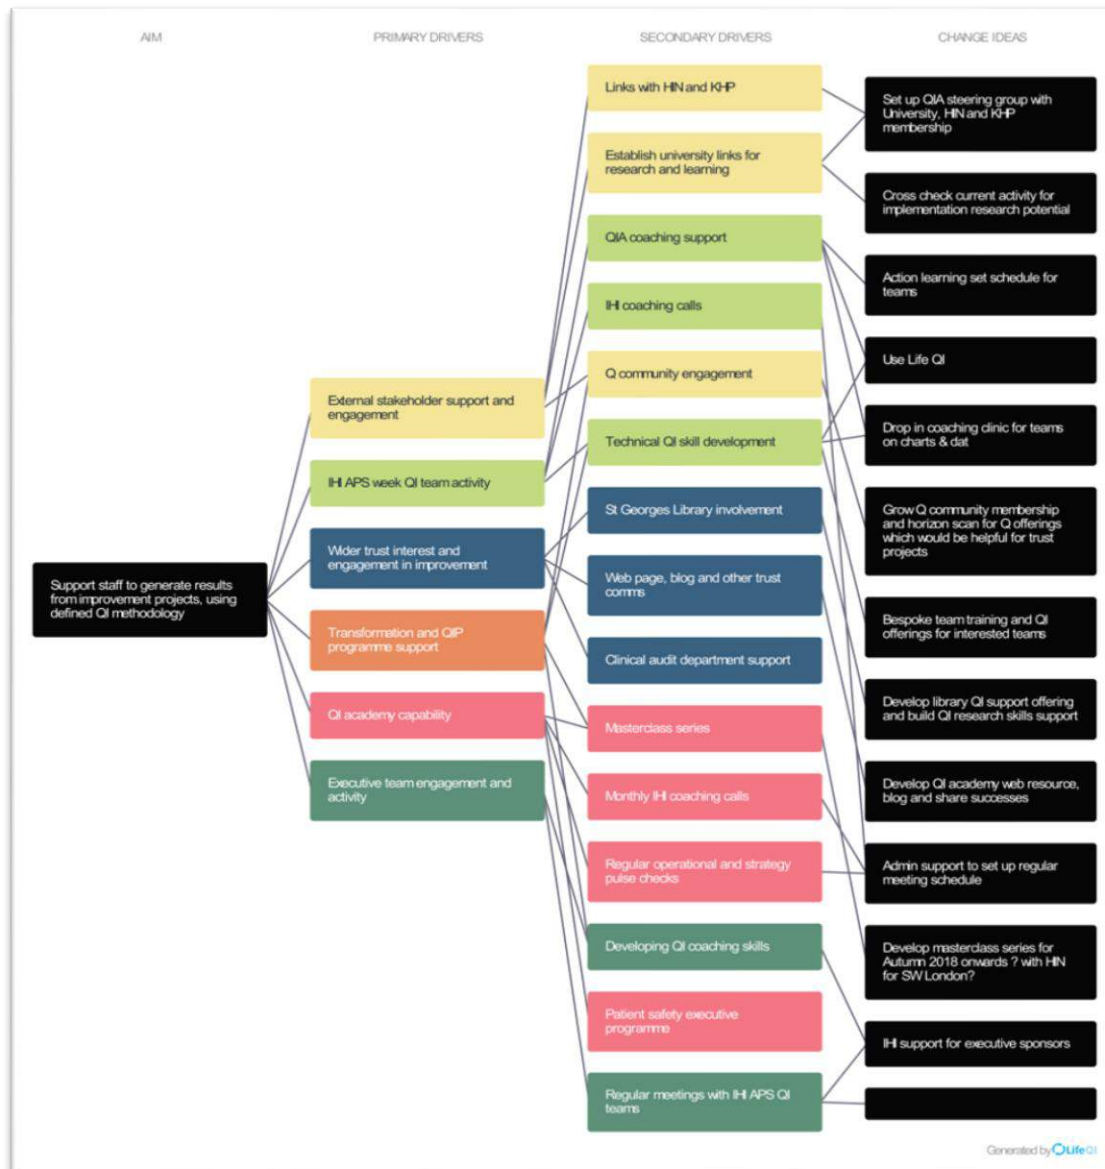 AIM
PRIMARY DRIVERS
SECONDARY DRIVERS
CHANGE IDEAS
Support staff to generate results
from improvement projects, using
defined QI methodology
External stakeholder support and
engagement
IHI APS week QI team activity
Wider trust interest and
engagement in improvement
Transformation and QIP
programme support
QI academy capability
Executive team engagement and
activity
Links with HIN and KHP
Establish university links for
research and learning
QIA coaching support
IHI coaching calls
Q community engagement
Technical QI skill development
St Georges Library involvement
Web page, blog and other trust
comms
Clinical audit department support
Masterclass series
Monthly IHI coaching calls
Regular operational and strategy
pulse checks
Developing QI coaching skills
Patient safety executive
programme
Regular meetings with IHI APS QI
teams
Set up QIA steering group with
University, HIN and KHP
membership
Cross check current activity for
implementation research potential
Action learning set schedule for
teams
Use Life QI
Drop in coaching clinic for teams
on charts & dat
Grow Q community membership
and horizon scan for Q offerings
which would be helpful for trust
projects
Bespoke team training and QI
offerings for interested teams
Develop library QI support offering
and build QI research skills support
Develop QI academy web resource,
blog and share successes
Admin support to set up regular
meeting schedule
Develop masterclass series for
Autumn 2018 onwards ? with HIN
for SW London?
IHI support for executive sponsors
Generated by LifeQI